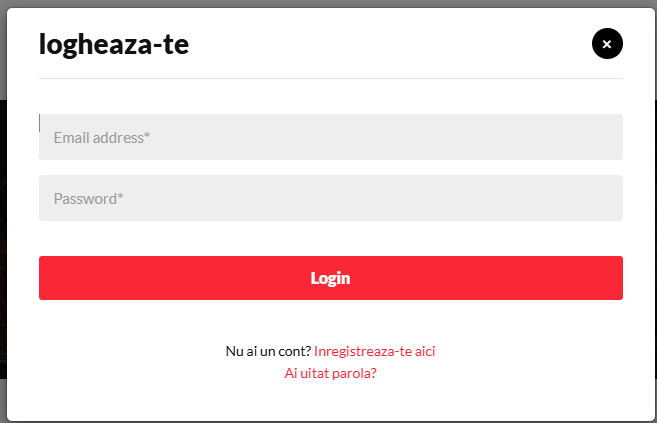 logheaza-te
×
Email address*
Password*
Login
Nu ai un cont? Inregistreaza-te aici
Ai uitat parola?